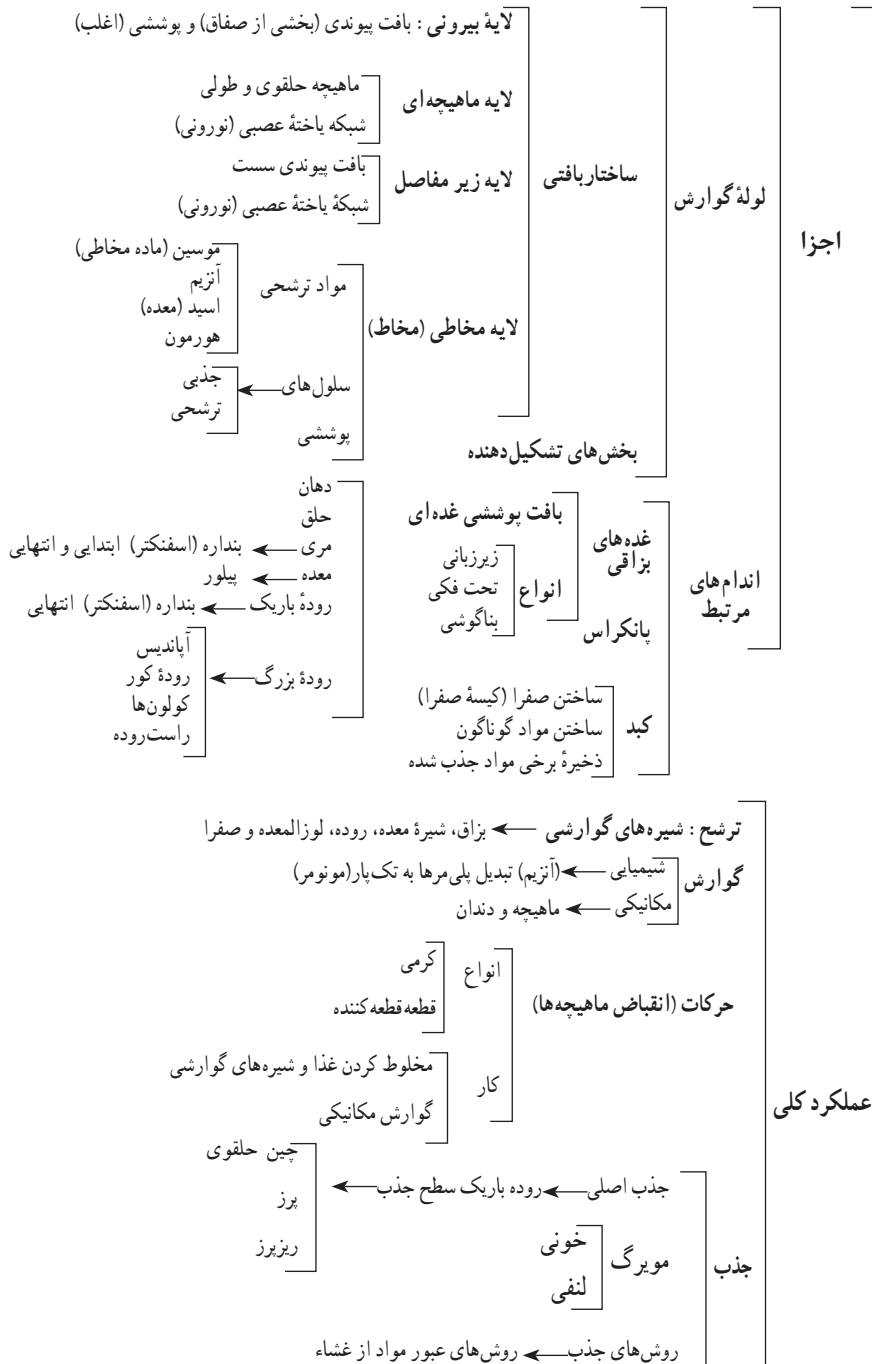 اجزا
لولهٔ گوارش
ساختاربافتی
لایهٔ بیرونی : بافت پیوندی (بخشی از صفاق) و پوششی (اغلب)
لایه ماهیچه‌ای
ماهیچه حلقوی و طولی
شبکه یاختهٔ عصبی (نورونی)
لایه زیر مفاصل
بافت پیوندی سست
شبکهٔ یاختهٔ عصبی (نورونی)
لایه مخاطی (مخاط)
مواد ترشحی
موسین (ماده مخاطی)
آنزیم
اسید (معده)
هورمون
سلول‌های
پوششی
جذبی
ترشحی
بخش‌های تشکیل‌دهنده
دهان
حلق
مری ← بنداره (اسفنکتر) ابتدایی و انتهایی
معده ← پیلور
رودهٔ باریک ← بنداره (اسفنکتر) انتهایی
رودهٔ بزرگ ←
آپاندیس
رودهٔ کور
کولون‌ها
راست‌روده
اندام‌های
مرتبط
غده‌های
بزاقی
بافت پوششی غده‌ای
انواع
زیرزبانی
تحت فکی
بناگوشی
پانکراس
کبد
ساختن صفرا (کیسهٔ صفرا)
ساختن مواد گوناگون
ذخیرهٔ برخی مواد جذب شده
عملکرد کلی
ترشح : شیره‌های گوارشی ← بزاق، شیرهٔ معده، روده، لوزالمعده و صفرا
گوارش
شیمیایی ← (آنزیم) تبدیل پلی‌مرها به تک‌پار(مونومر)
مکانیکی ← ماهیچه و دندان
حرکات (انقباض ماهیچه‌ها)
انواع
کرمی
قطعه‌قطعه‌کننده
کار
مخلوط کردن غذا و شیره‌های گوارشی
گوارش مکانیکی
جذب
جذب اصلی ← روده باریک سطح جذب ←
چین حلقوی
پرز
ریزپرز
مویرگ
خونی
لنفی
روش‌های جذب ← روش‌های عبور مواد از غشاء